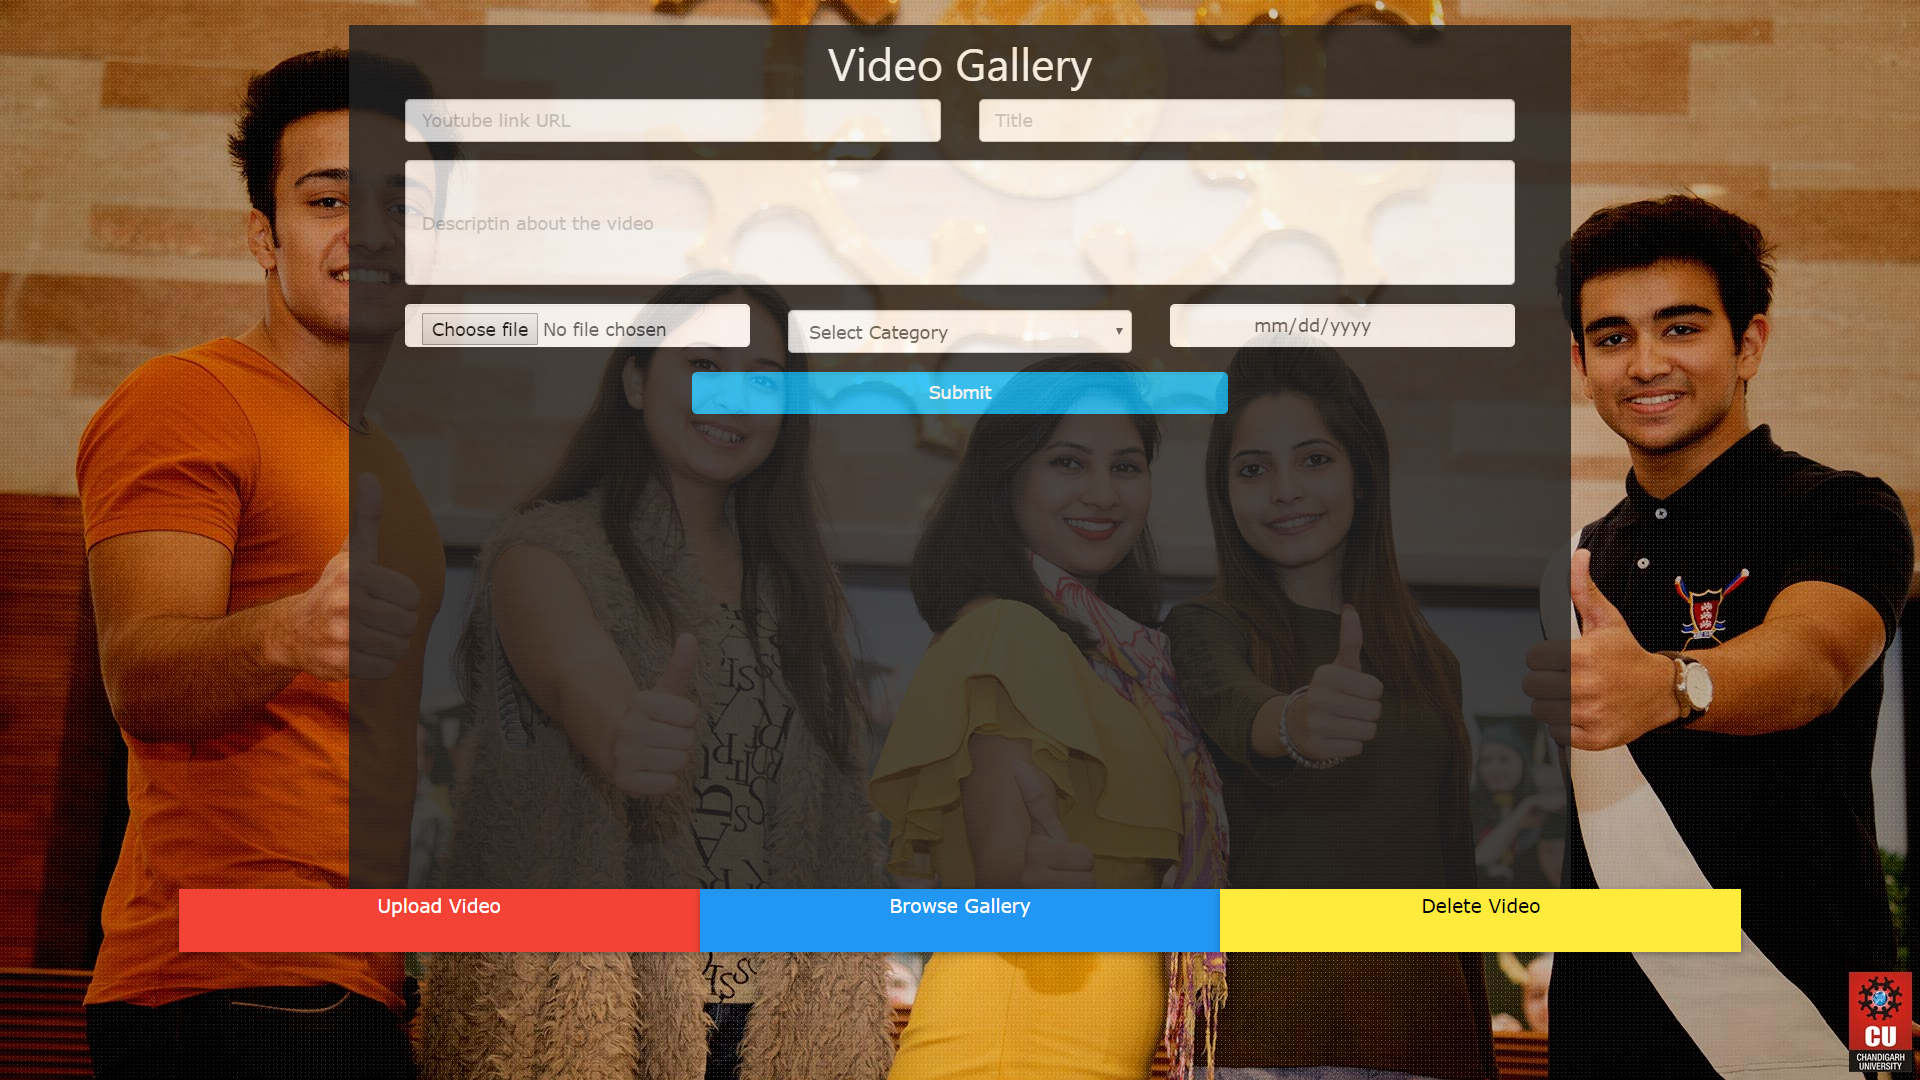 Video Gallery
Youtube link URL
Title
Descriptin about the video
Choose file No file chosen
Select Category
mm/dd/yyyy
Submit
Upload Video
Browse Gallery
Delete Video
CU
CHANDIGARH
UNIVERSITY